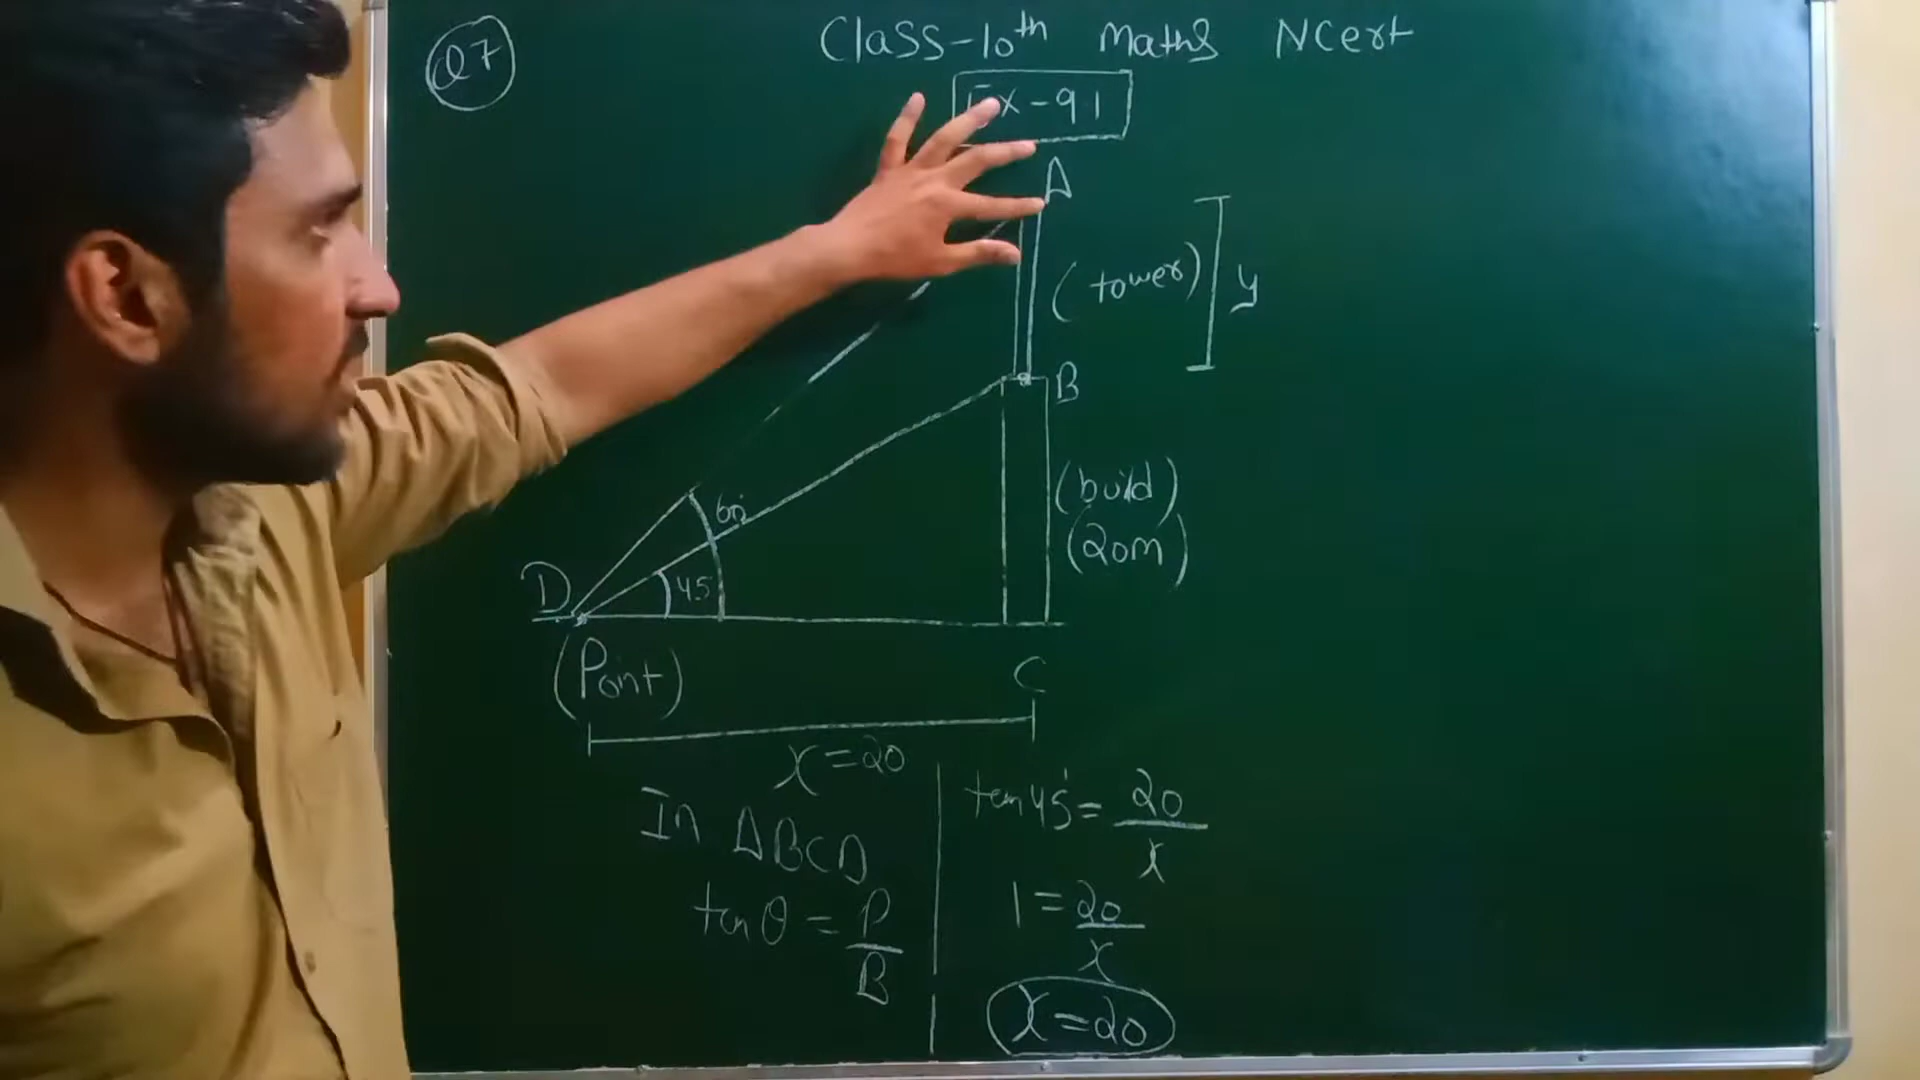 Q7
Class-10th Maths NCert
Ex-9.1
A
(tower)
y
B
(build)
(20m)
60°
45
D
(Point)
C
x=20
In ΔBCD
tanθ = P/B
tan45° = 20/x
1 = 20/x
x=20